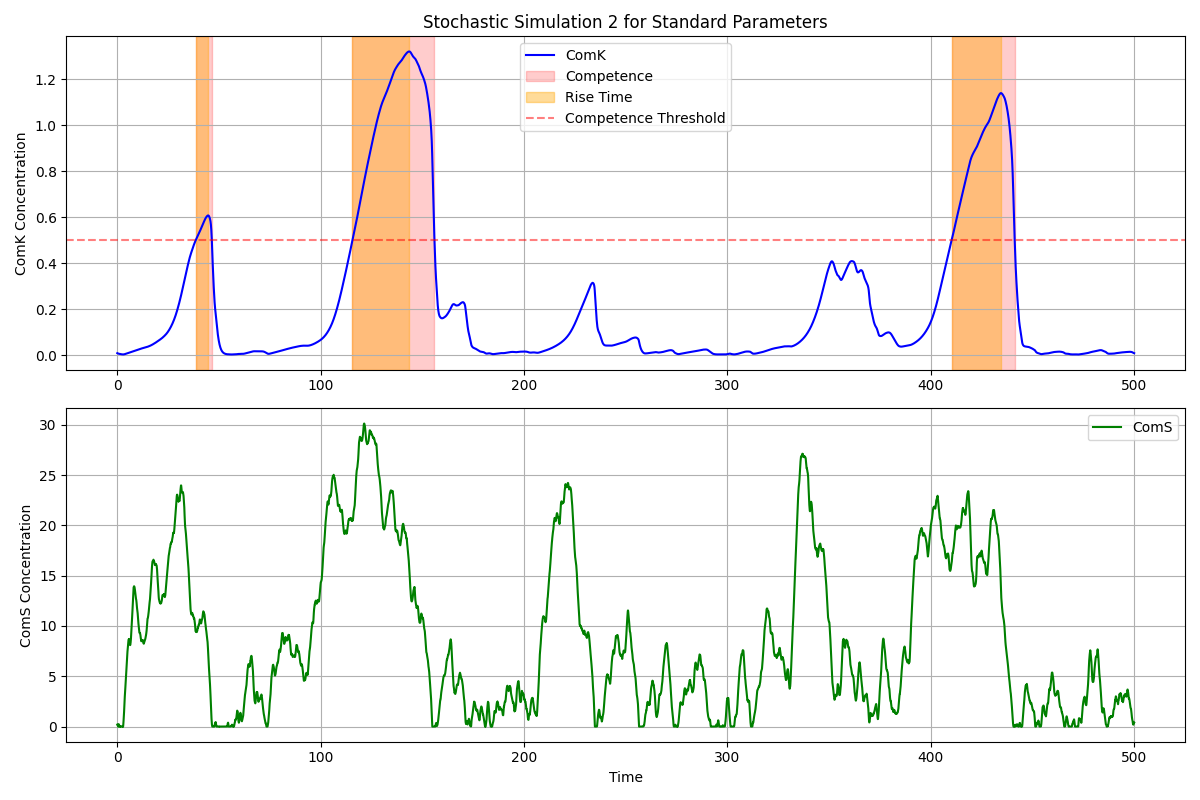 Stochastic Simulation 2 for Standard Parameters
ComK Concentration
1.2
1.0
0.8
0.6
0.4
0.2
0.0
ComK
Competence
Rise Time
Competence Threshold
0 100 200 300 400 500
ComS Concentration
30
25
20
15
10
5
0
ComS
0 100 200 300 400 500
Time